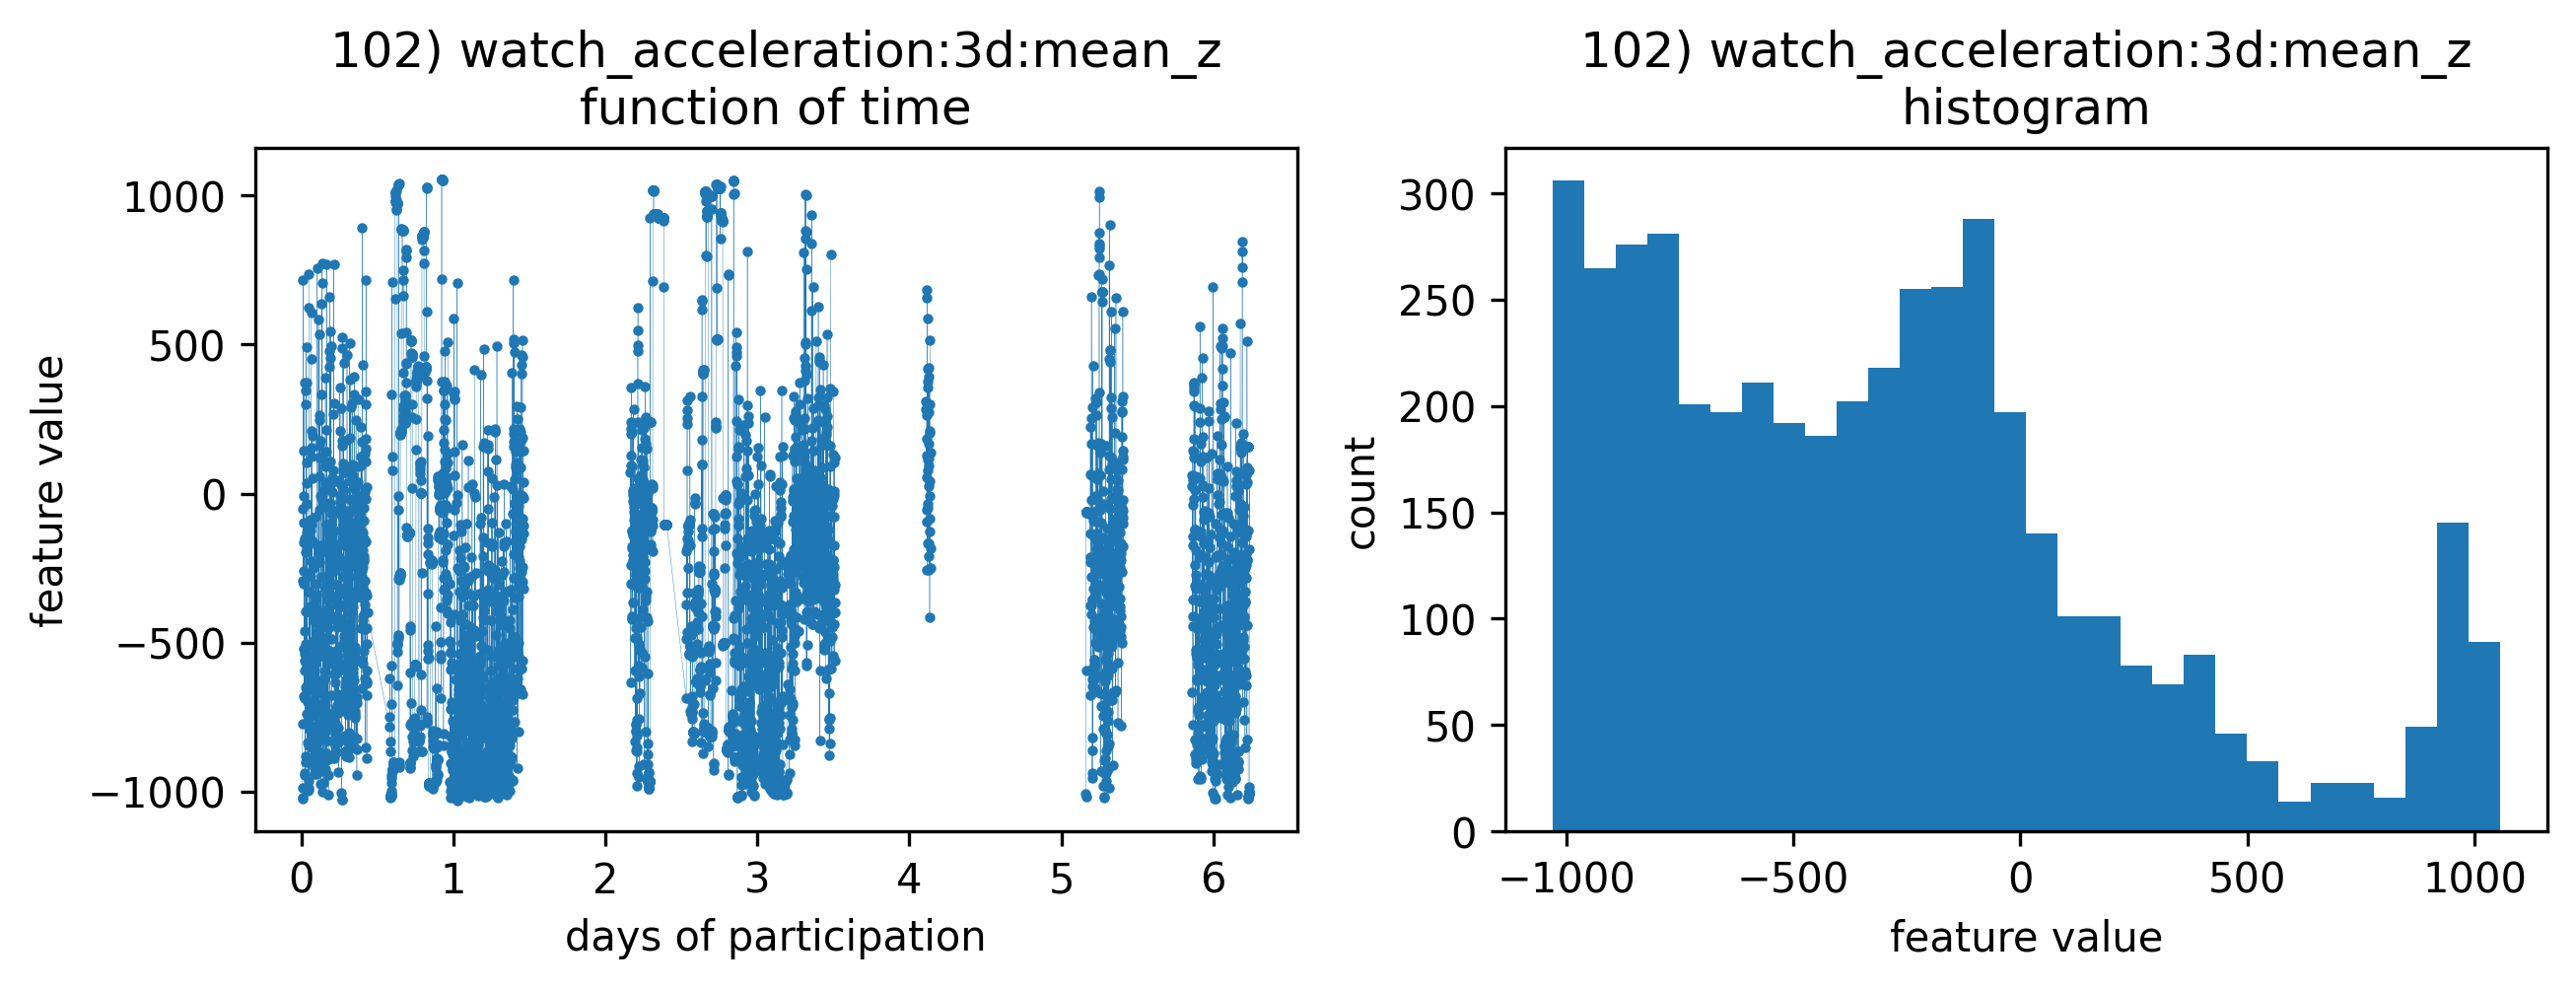 102) watch_acceleration:3d:mean_z
function of time
feature value
1000
500
0
−500
−1000
0 1 2 3 4 5 6
days of participation
102) watch_acceleration:3d:mean_z
histogram
count
300
250
200
150
100
50
0
−1000 −500 0 500 1000
feature value